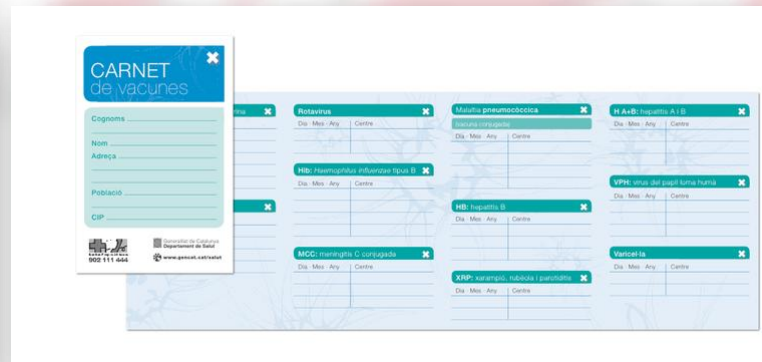 CARNET
de vacunes
Cognoms
Nom
Adreça
Població
CIP
902 111 444
Generalitat de Catalunya
Departament de Salut
www.gencat.cat/salut
Rotavirus
Dia · Mes · Any Centre
Hib: Haemophilus influenzae tipus B
Dia · Mes · Any Centre
MCC: meningitis C conjugada
Dia · Mes · Any Centre
Malaltia pneumocòccica
(vacuna conjugada)
Dia · Mes · Any Centre
HB: hepatitis B
Dia · Mes · Any Centre
XRP: xarampió, rubèola i parotiditis
Dia · Mes · Any Centre
H A+B: hepatitis A i B
Dia · Mes · Any Centre
VPH: virus del papil·loma humà
Dia · Mes · Any Centre
Varicel·la
Dia · Mes · Any Centre